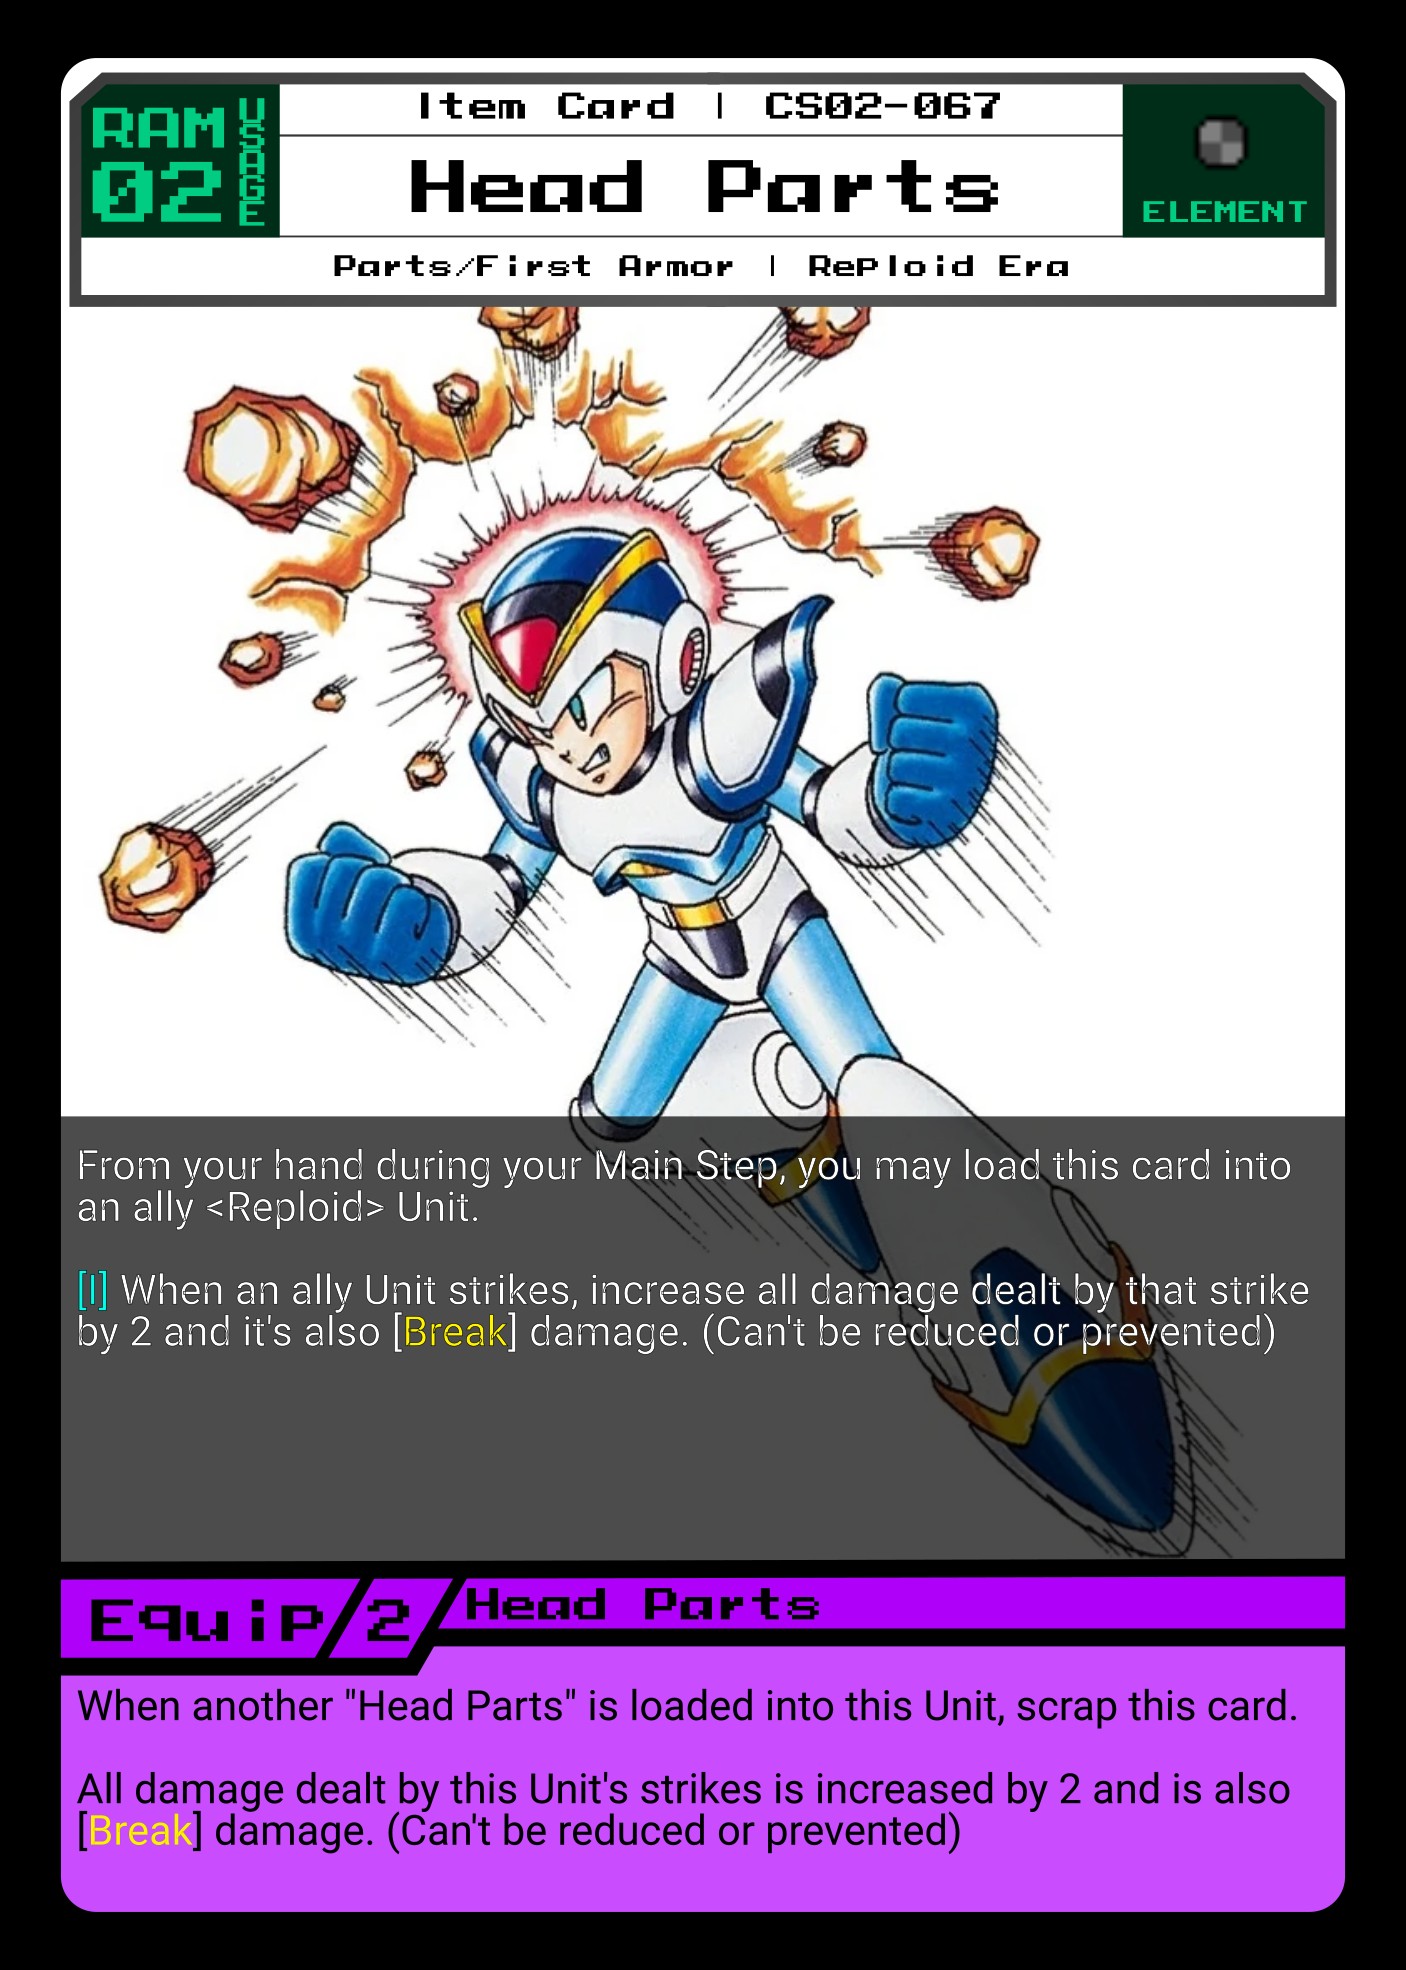 RAM
02
USAGE
Item Card | CS02-067
Head Parts
ELEMENT
Parts/First Armor | Reploid Era
From your hand during your Main Step, you may load this card into
an ally <Reploid> Unit.
[I] When an ally Unit strikes, increase all damage dealt by that strike
by 2 and it's also [Break] damage. (Can't be reduced or prevented)
Equip/2/Head Parts
When another "Head Parts" is loaded into this Unit, scrap this card.
All damage dealt by this Unit's strikes is increased by 2 and is also
[Break] damage. (Can't be reduced or prevented)